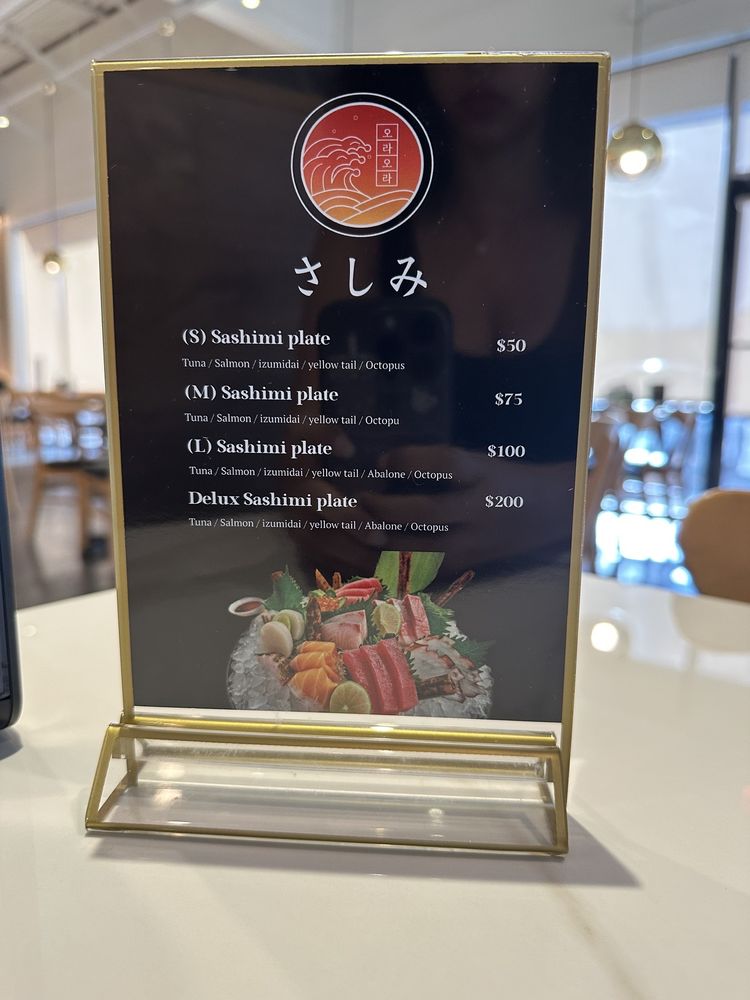 오
라
오
라
さしみ
(S) Sashimi plate $50
Tuna / Salmon / izumidai / yellow tail / Octopus
(M) Sashimi plate $75
Tuna / Salmon / izumidai / yellow tail / Octopu
(L) Sashimi plate $100
Tuna / Salmon / izumidai / yellow tail / Abalone / Octopus
Delux Sashimi plate $200
Tuna / Salmon / izumidai / yellow tail / Abalone / Octopus